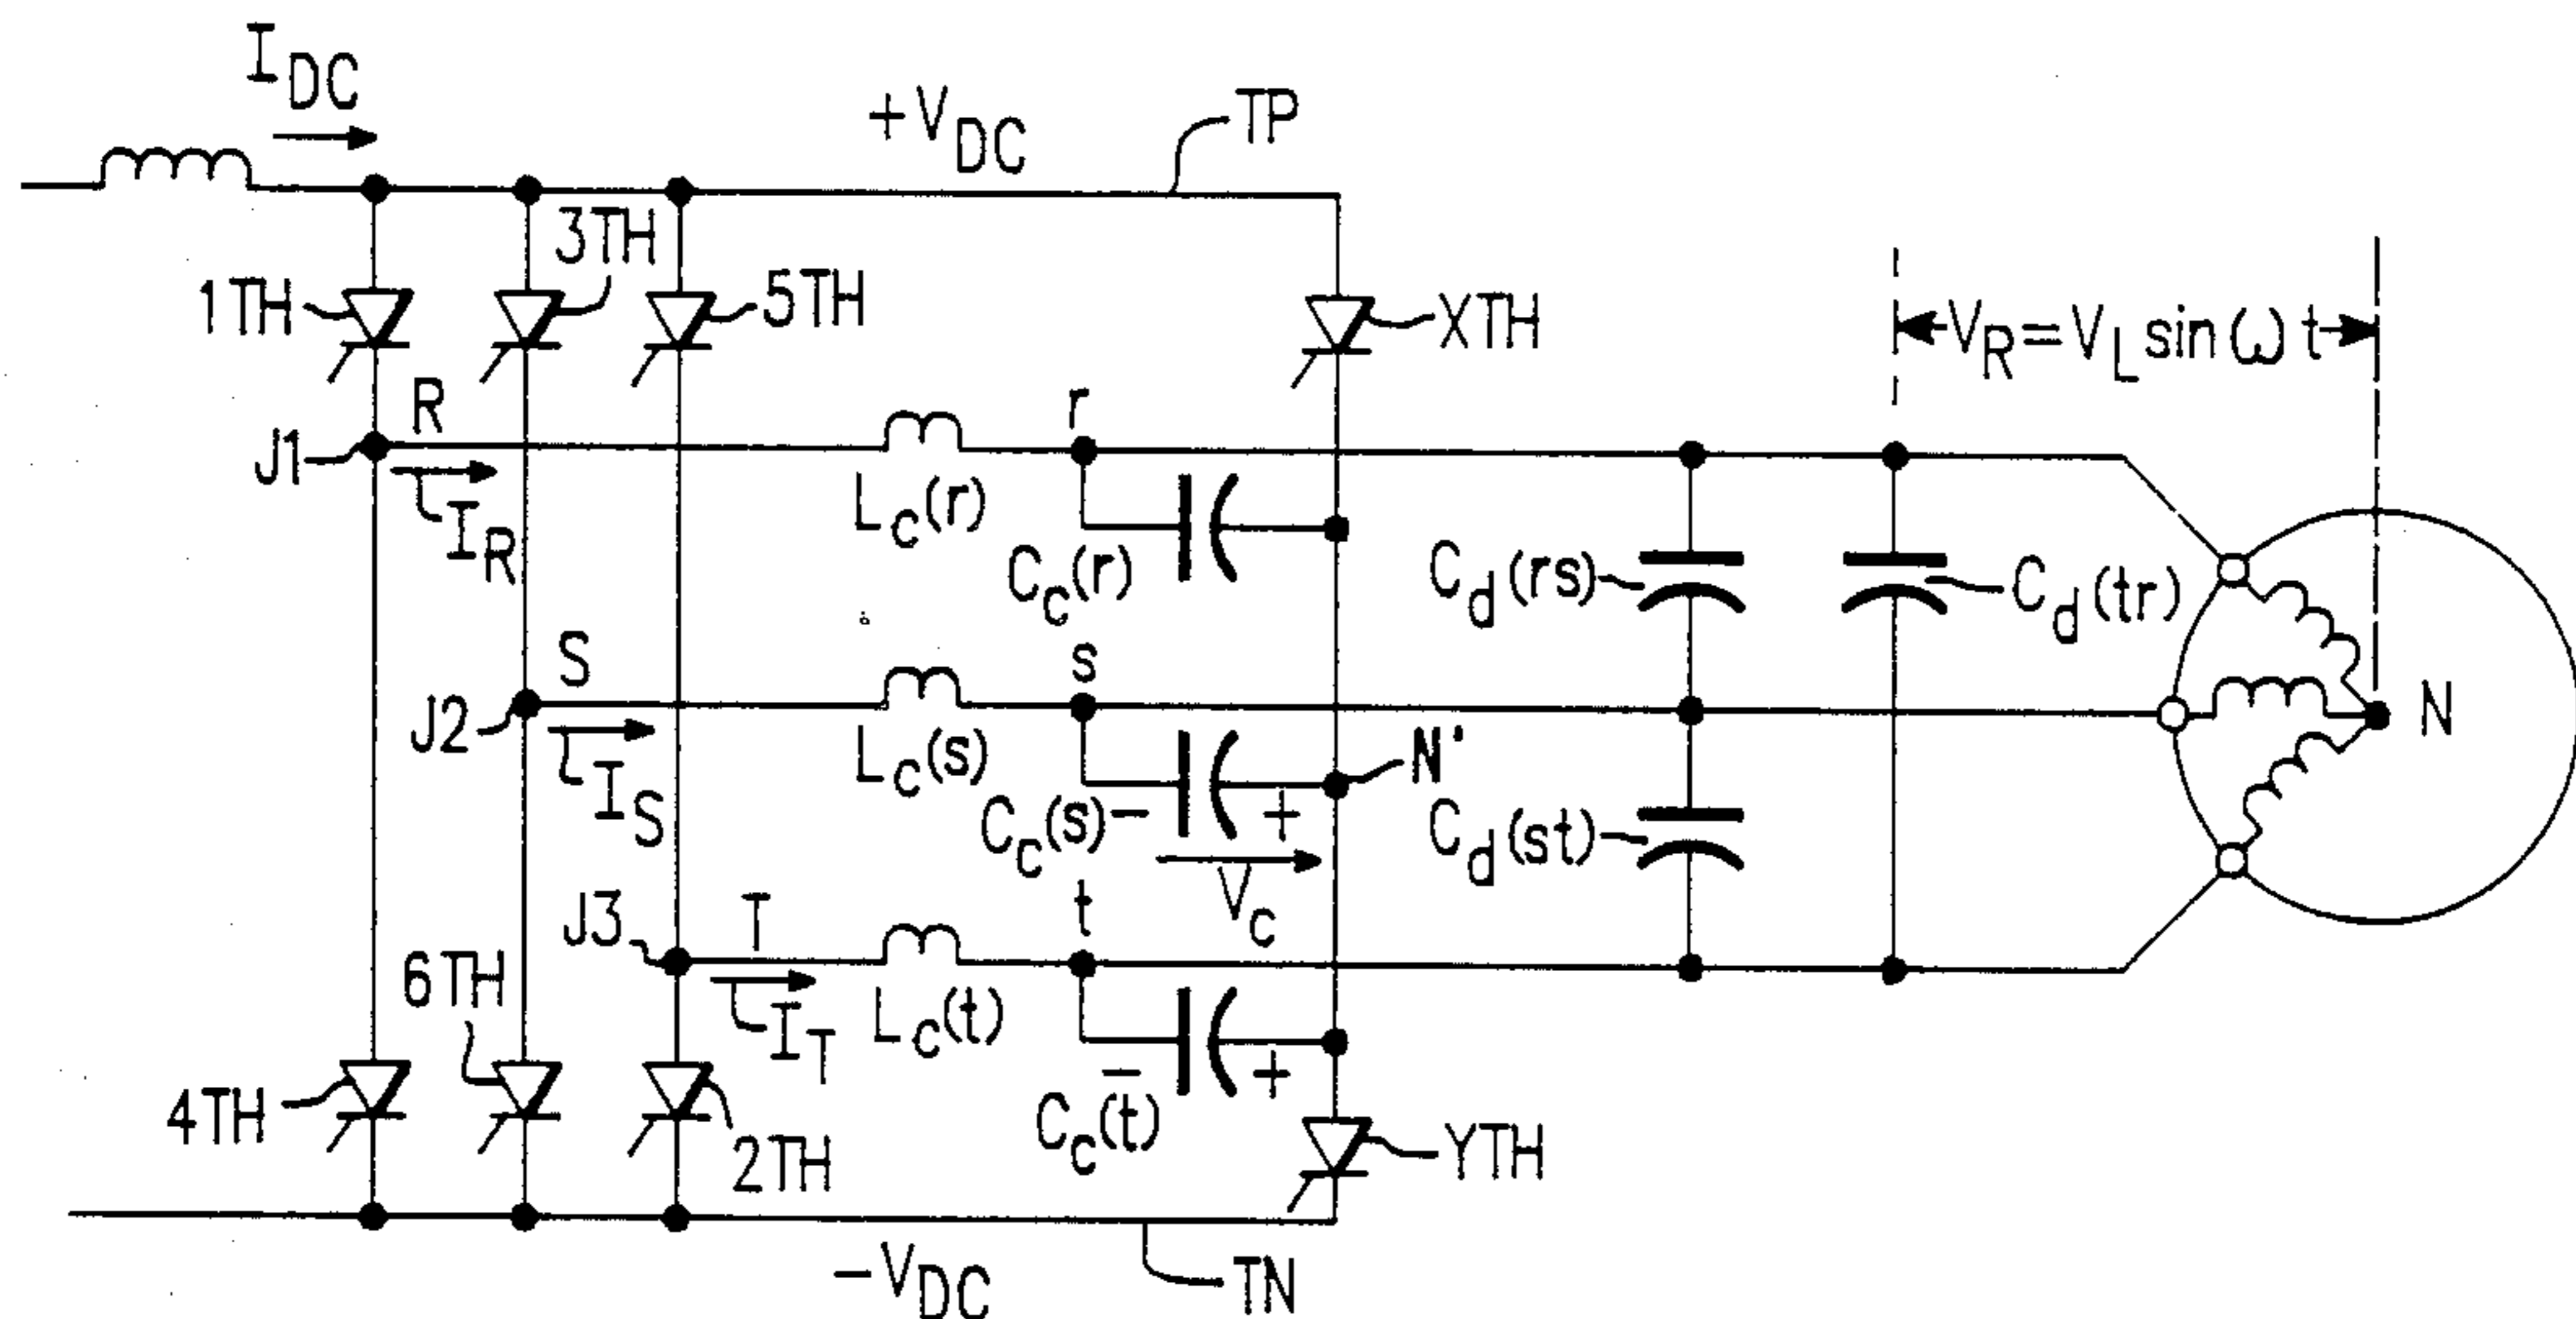 I_DC
+V_DC
TP
3TH
1TH
5TH
XTH
V_R = V_L sin ω t
R
r
J1
I_R
L_c(r)
C_c(r)
C_d(rs)
C_d(tr)
S
s
J2
I_S
L_c(s)
N'
N
C_c(s)
-
+
C_d(st)
V_c
J3
T
t
6TH
I_T
L_c(t)
-
+
4TH
2TH
C_c(t)
YTH
-V_DC
TN